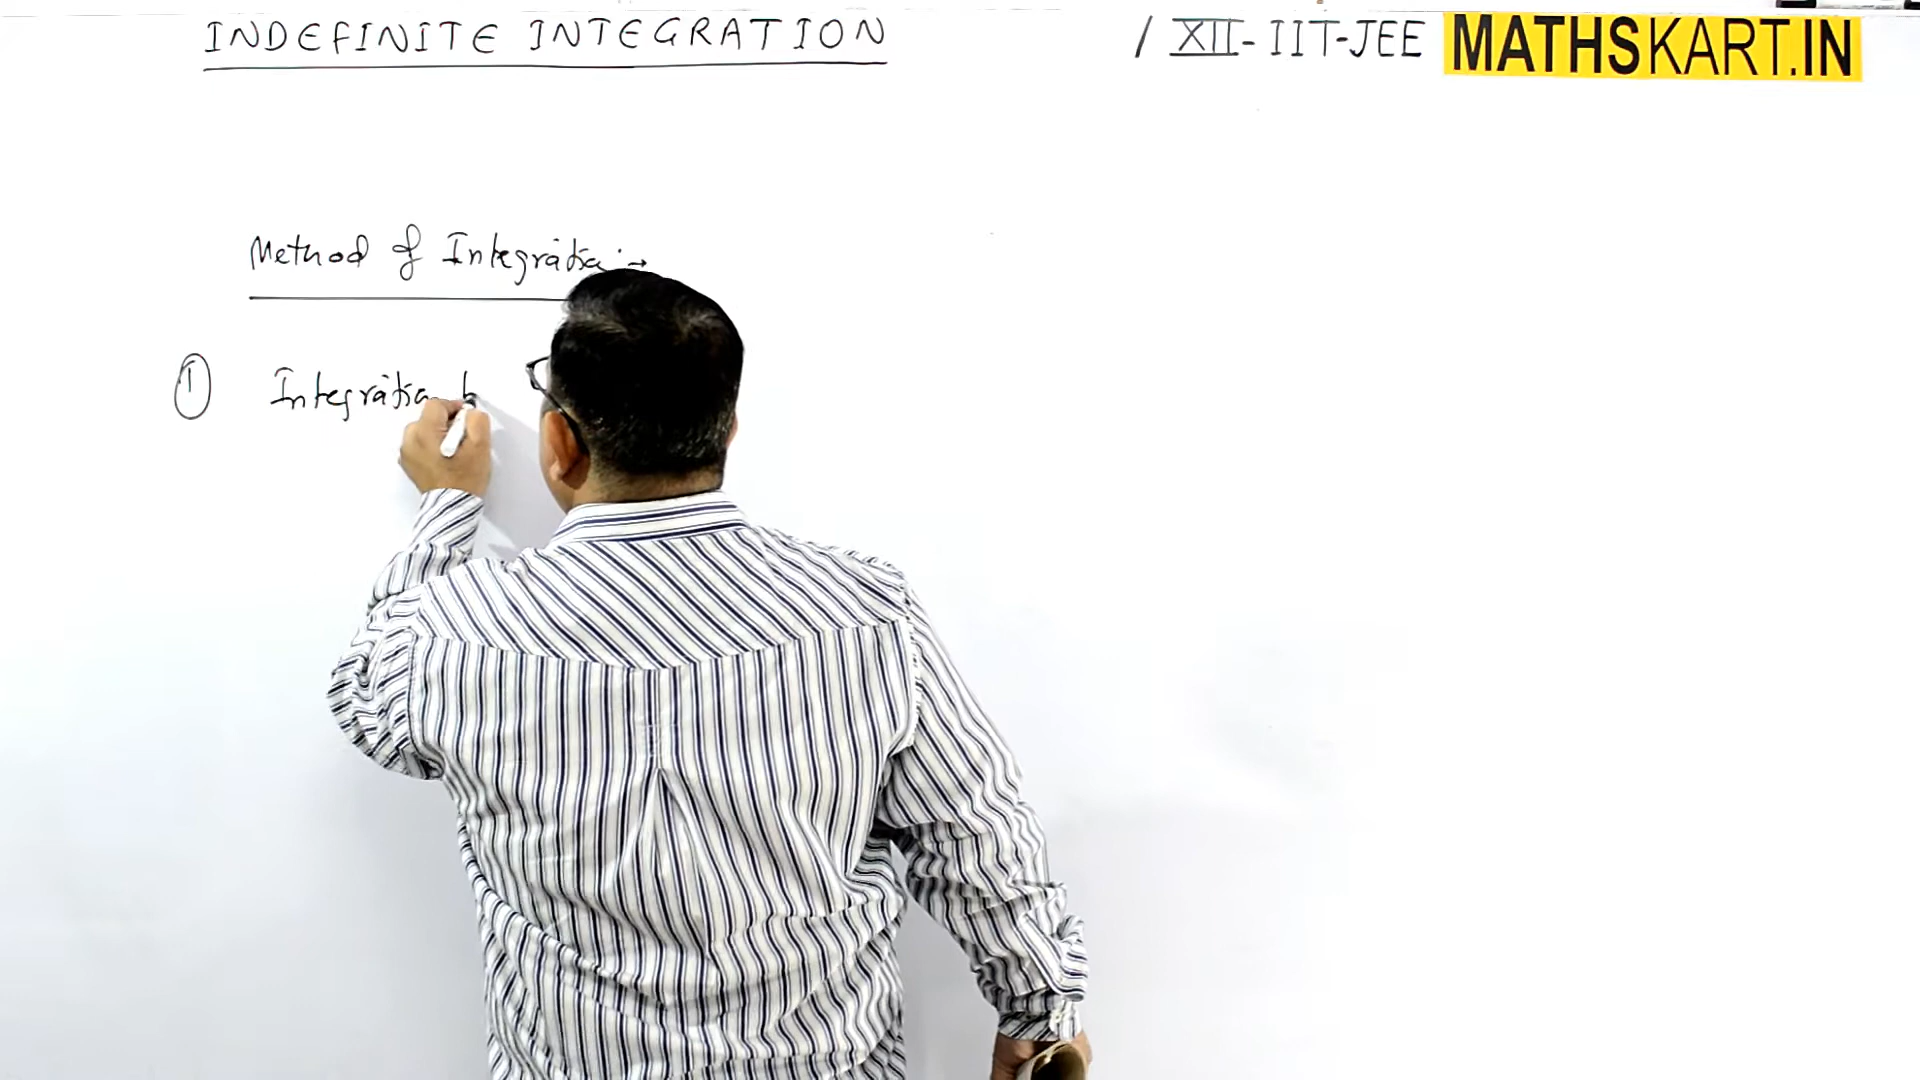 INDEFINITE INTEGRATION / XII-IIT-JEE MATHSKART.IN
Method of Integration :→
① Integration b